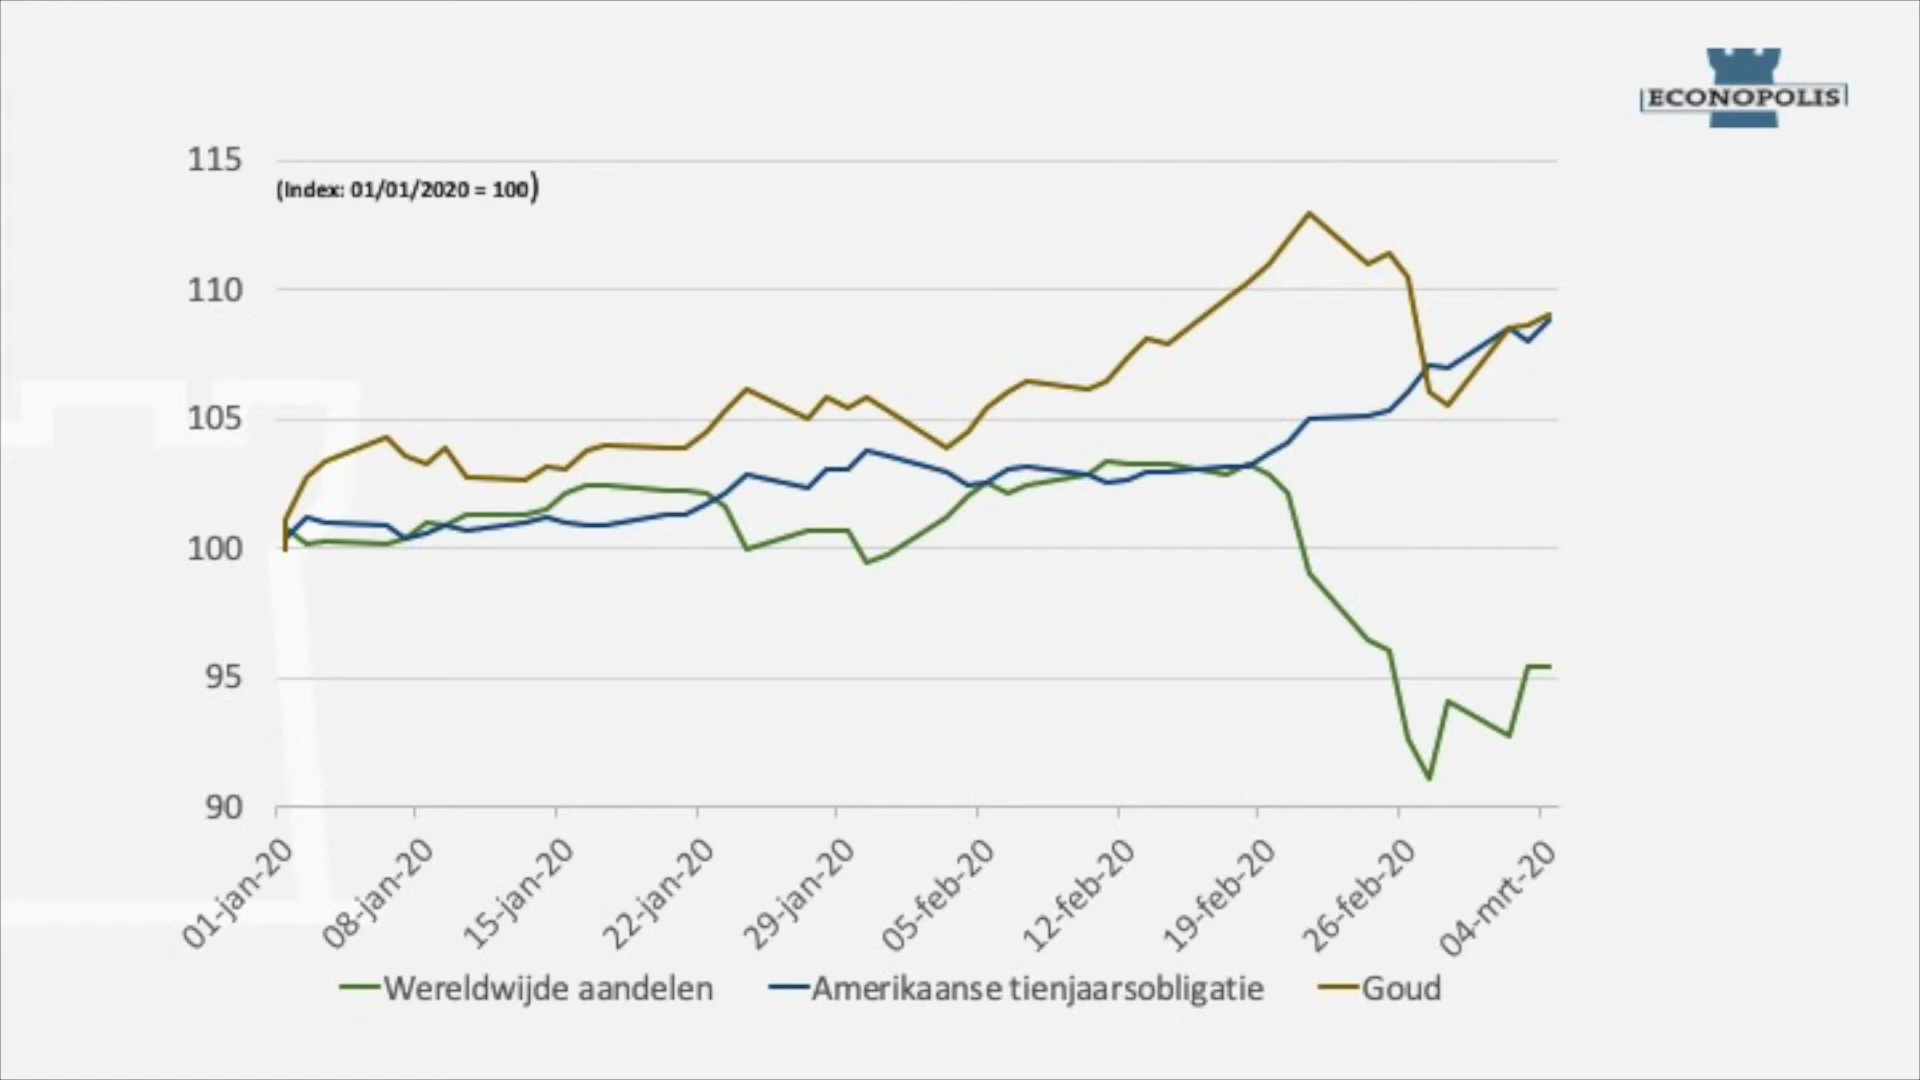 ECONOPOLIS
115
(Index: 01/01/2020 = 100)
110
105
100
95
90
01-jan-20
08-jan-20
15-jan-20
22-jan-20
29-jan-20
05-feb-20
12-feb-20
19-feb-20
26-feb-20
04-mrt-20
Wereldwijde aandelen
Amerikaanse tienjaarsobligatie
Goud